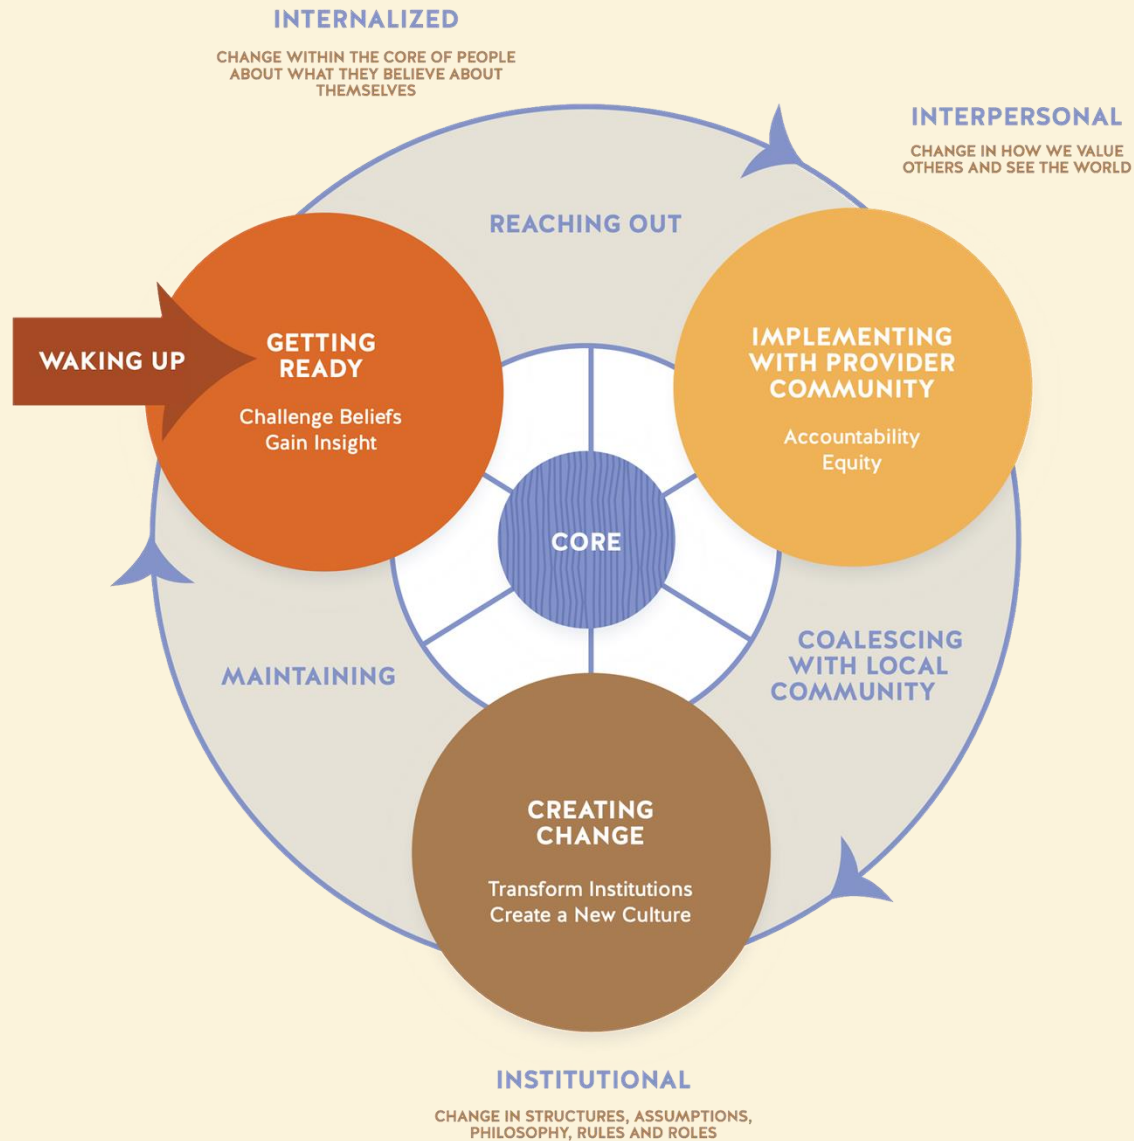 INTERNALIZED
CHANGE WITHIN THE CORE OF PEOPLE
ABOUT WHAT THEY BELIEVE ABOUT
THEMSELVES
INTERPERSONAL
CHANGE IN HOW WE VALUE
OTHERS AND SEE THE WORLD
REACHING OUT
WAKING UP
GETTING
READY
Challenge Beliefs
Gain Insight
IMPLEMENTING
WITH PROVIDER
COMMUNITY
Accountability
Equity
CORE
MAINTAINING
COALESCING
WITH LOCAL
COMMUNITY
CREATING
CHANGE
Transform Institutions
Create a New Culture
INSTITUTIONAL
CHANGE IN STRUCTURES, ASSUMPTIONS,
PHILOSOPHY, RULES AND ROLES